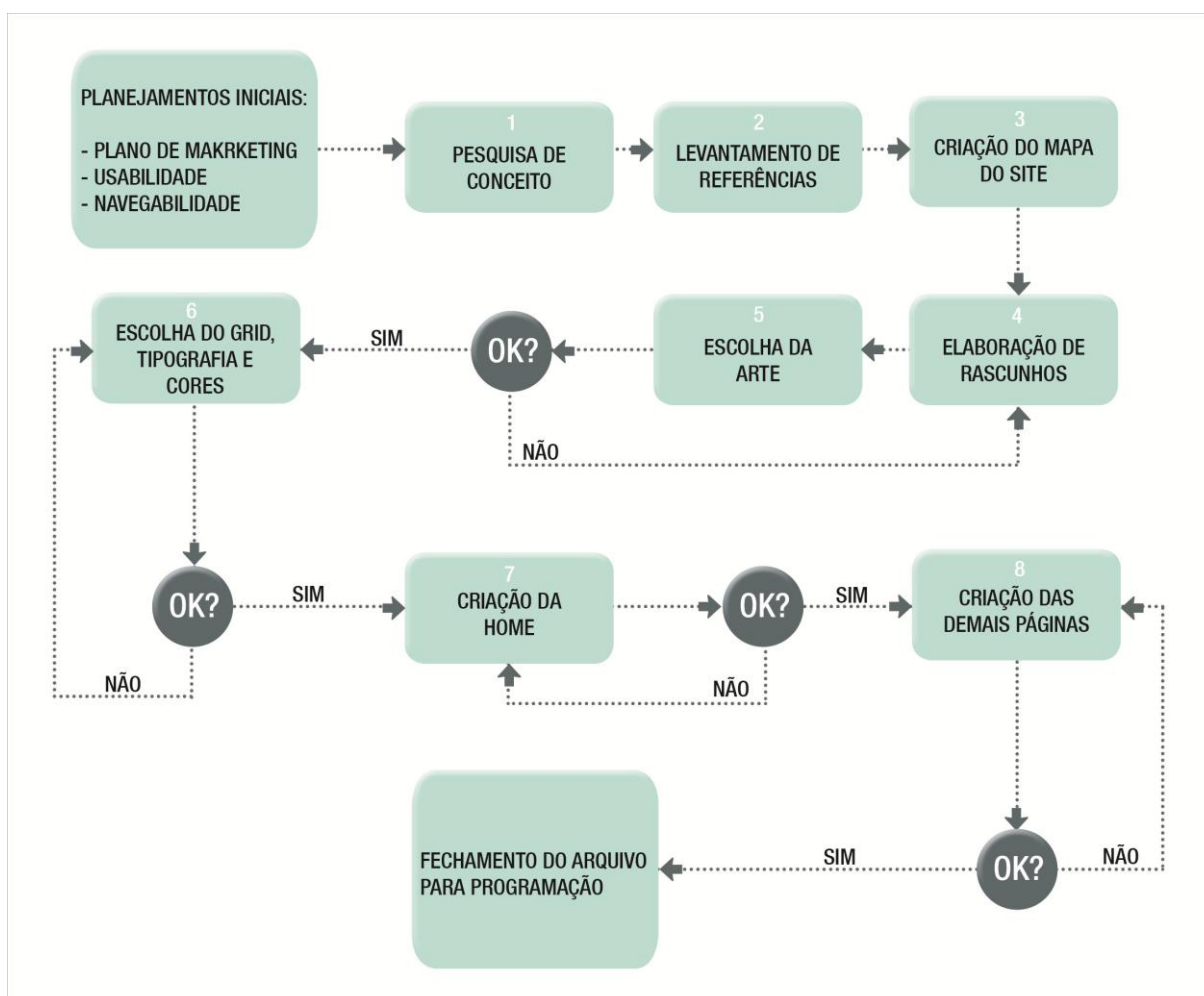 PLANEJAMENTOS INICIAIS:
- PLANO DE MAKRKETING
- USABILIDADE
- NAVEGABILIDADE
1
PESQUISA DE
CONCEITO
2
LEVANTAMENTO DE
REFERÊNCIAS
3
CRIAÇÃO DO MAPA
DO SITE
4
ELABORAÇÃO DE
RASCUNHOS
5
ESCOLHA DA
ARTE
OK?
SIM
NÃO
6
ESCOLHA DO GRID,
TIPOGRAFIA E
CORES
OK?
SIM
NÃO
7
CRIAÇÃO DA
HOME
OK?
SIM
NÃO
8
CRIAÇÃO DAS
DEMAIS PÁGINAS
OK?
NÃO
SIM
FECHAMENTO DO ARQUIVO
PARA PROGRAMAÇÃO